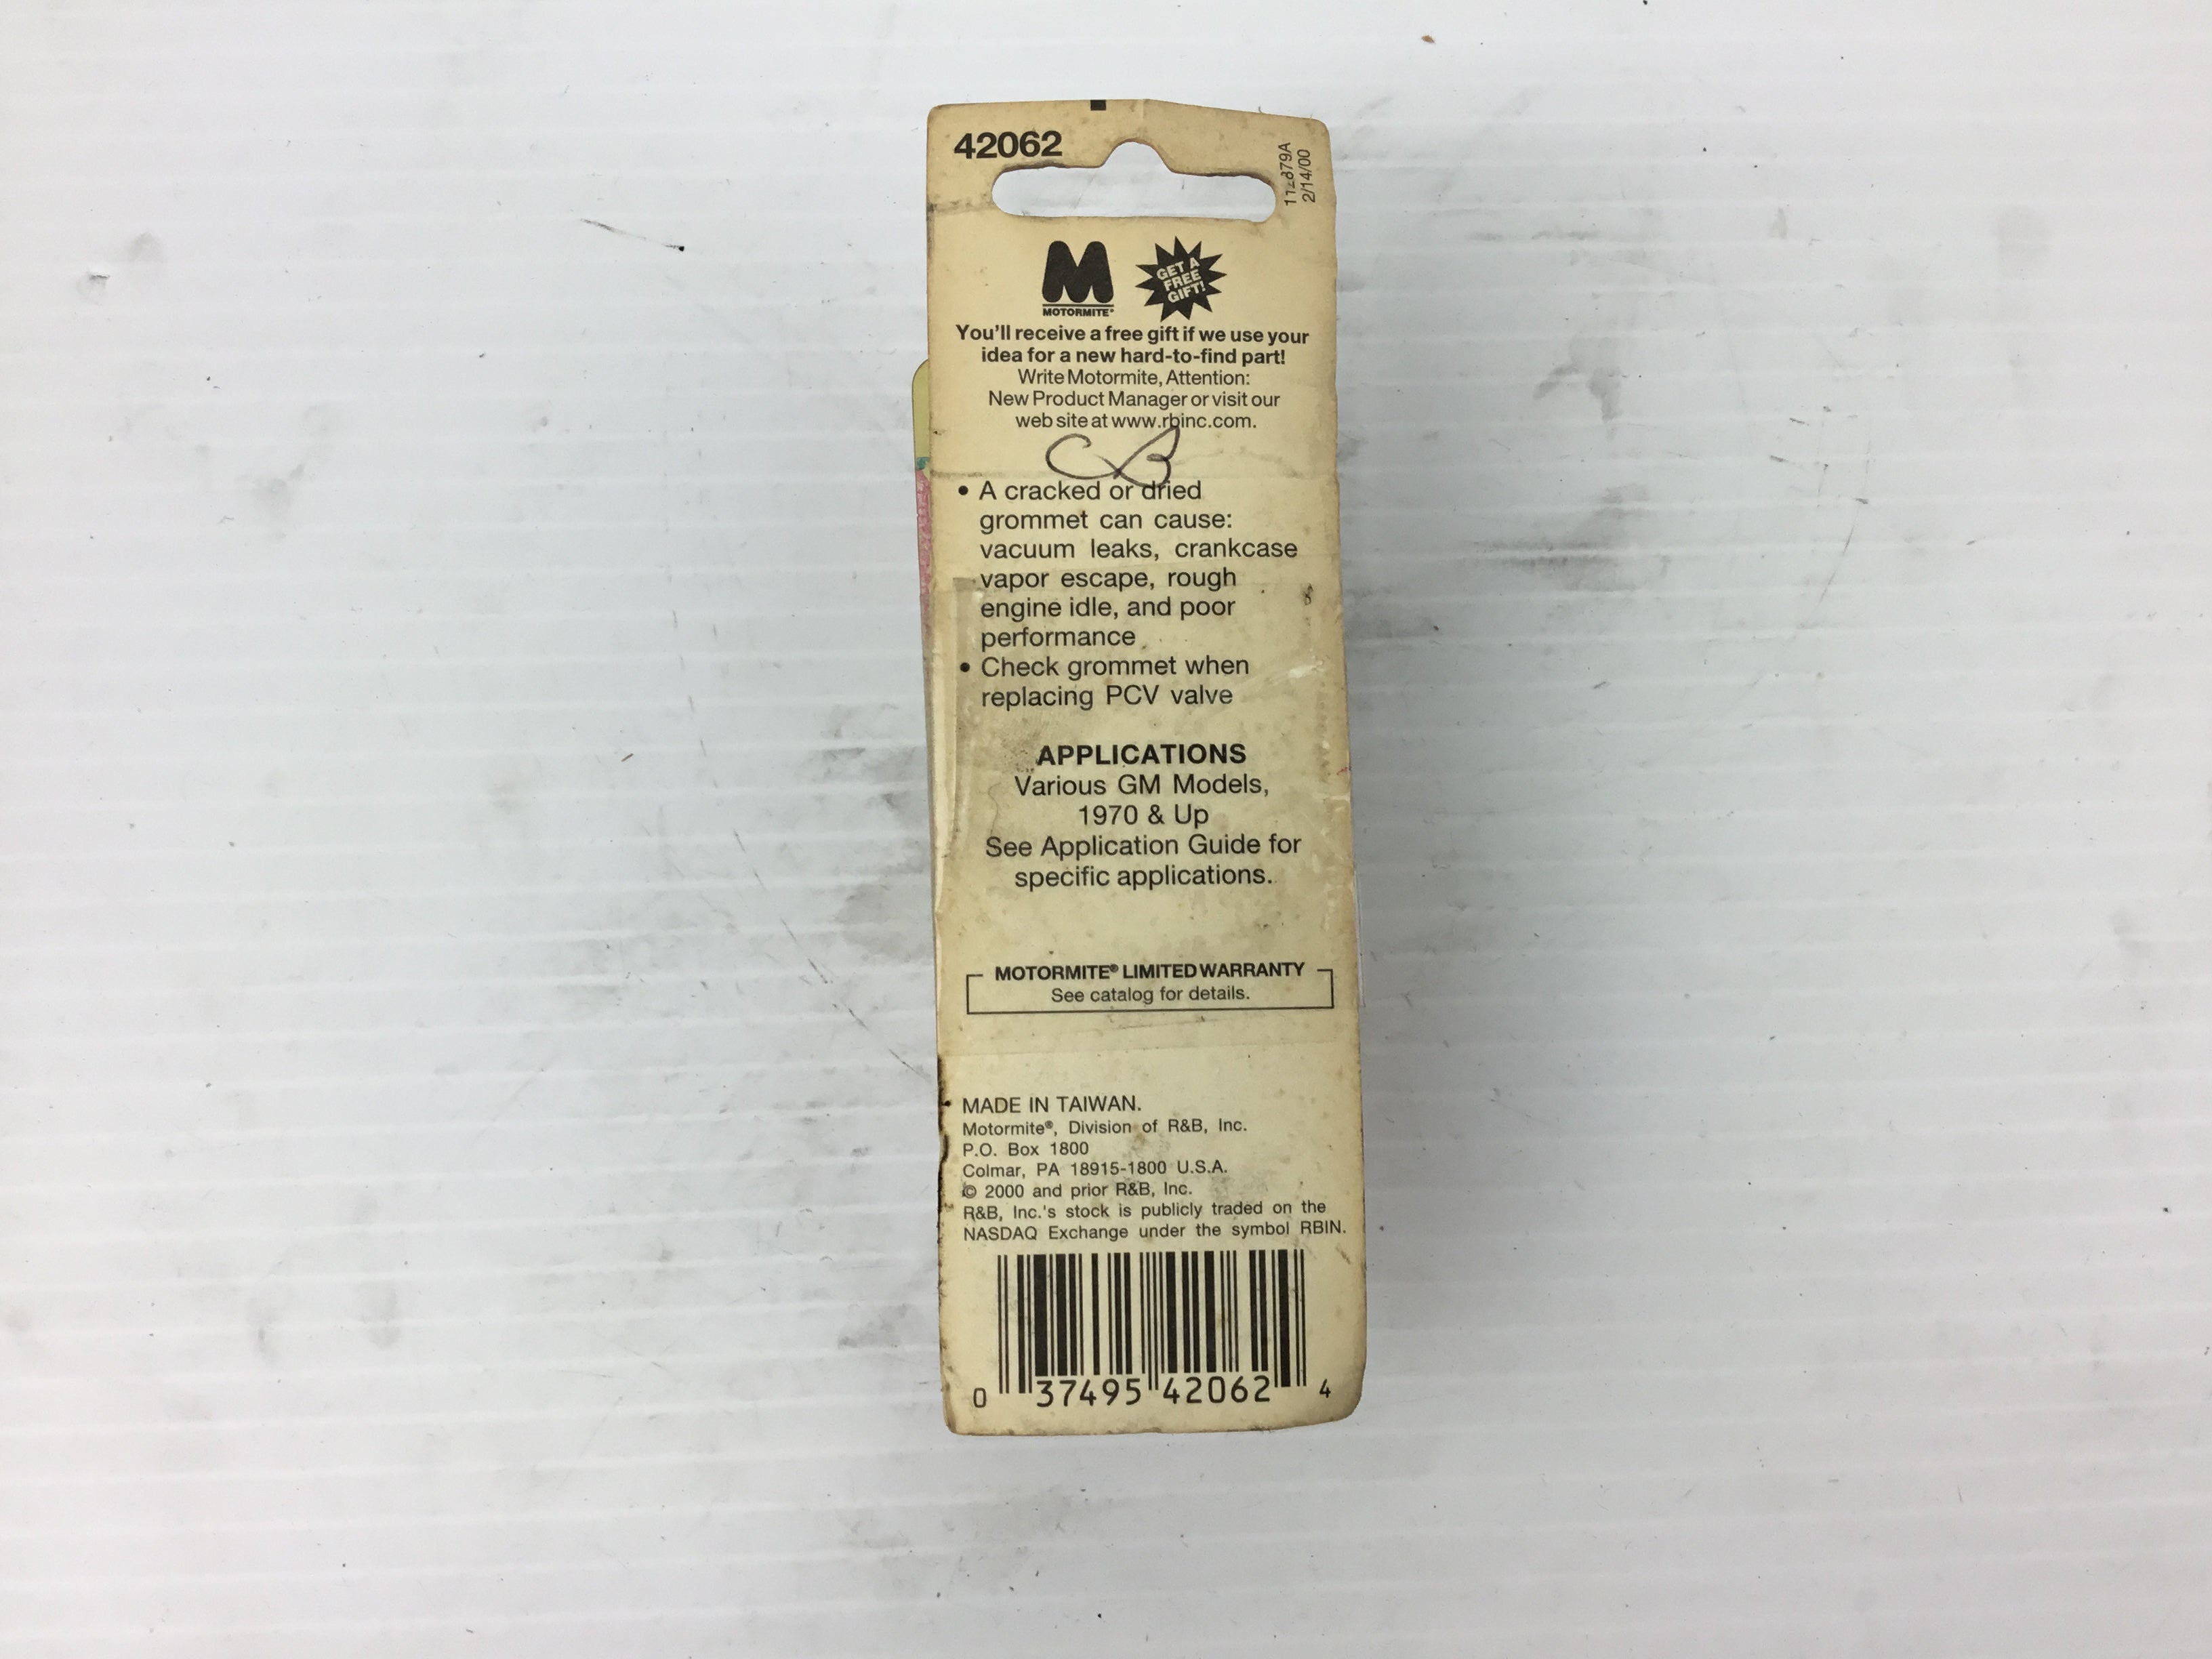 42062
2/14/00
M
MOTORMITE®
GET A
FREE
GIFT!
You'll receive a free gift if we use your
idea for a new hard-to-find part!
Write Motormite, Attention:
New Product Manager or visit our
web site at www.rbinc.com.
CB
• A cracked or dried
grommet can cause:
vacuum leaks, crankcase
vapor escape, rough
engine idle, and poor
performance
• Check grommet when
replacing PCV valve
APPLICATIONS
Various GM Models,
1970 & Up
See Application Guide for
specific applications.
MOTORMITE® LIMITED WARRANTY
See catalog for details.
MADE IN TAIWAN.
Motormite®, Division of R&B, Inc.
P.O. Box 1800
Colmar, PA 18915-1800 U.S.A.
© 2000 and prior R&B, Inc.
R&B, Inc.'s stock is publicly traded on the
NASDAQ Exchange under the symbol RBIN.
0 37495 42062 4